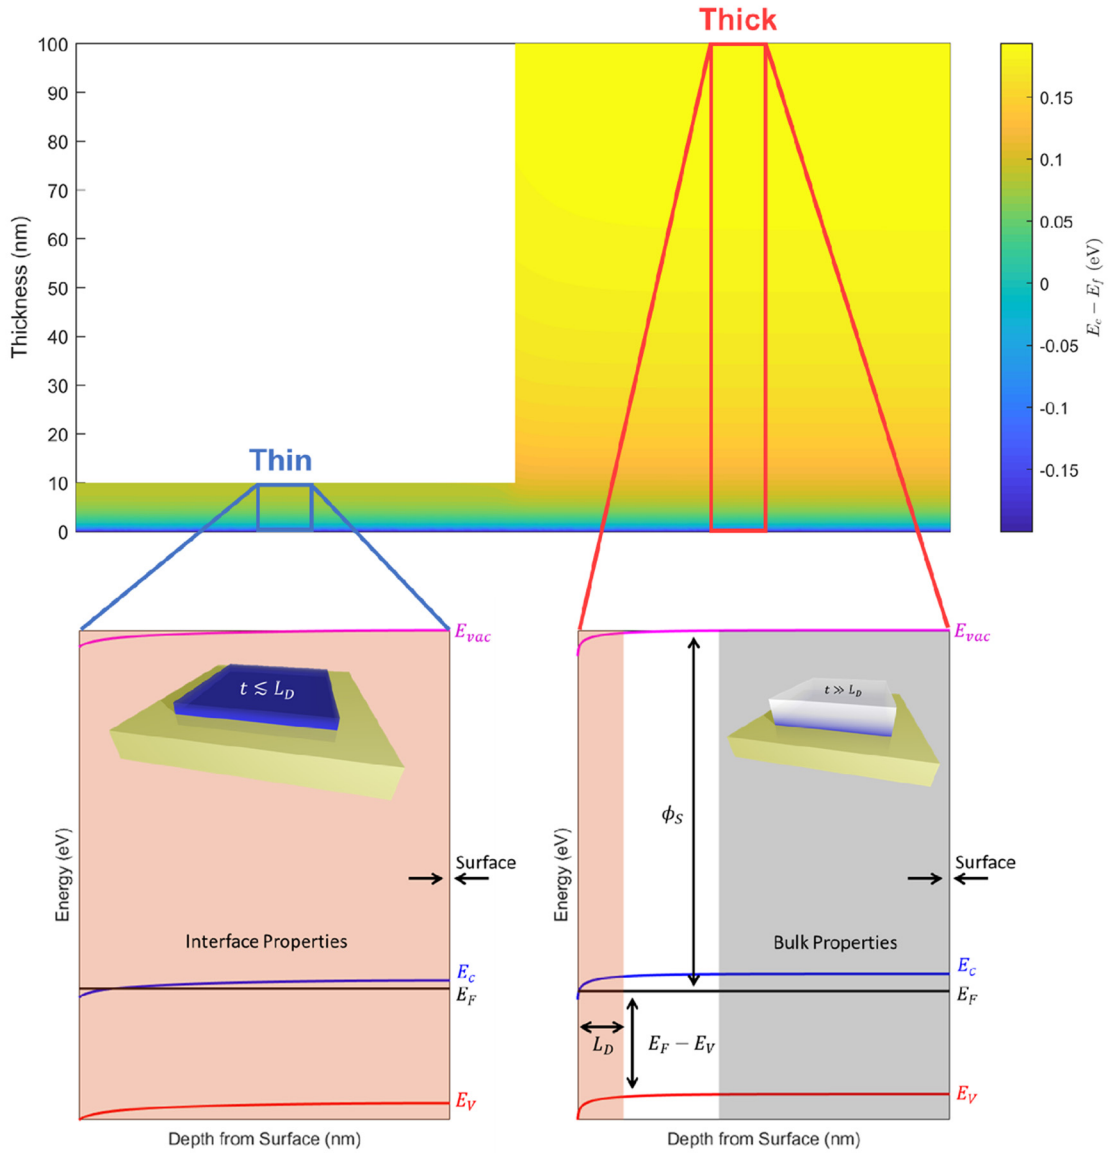 Thick
100
90
80
70
60
50
40
30
20
10
0
Thickness (nm)
Thin
0.15
0.1
0.05
0
-0.05
-0.1
-0.15
E_c − E_f (eV)
E_vac
t ≲ L_D
Surface
Interface Properties
E_c
E_F
E_V
Energy (eV)
Depth from Surface (nm)
E_vac
t ≫ L_D
ϕ_S
Surface
Bulk Properties
E_c
E_F
L_D
E_F − E_V
E_V
Energy (eV)
Depth from Surface (nm)